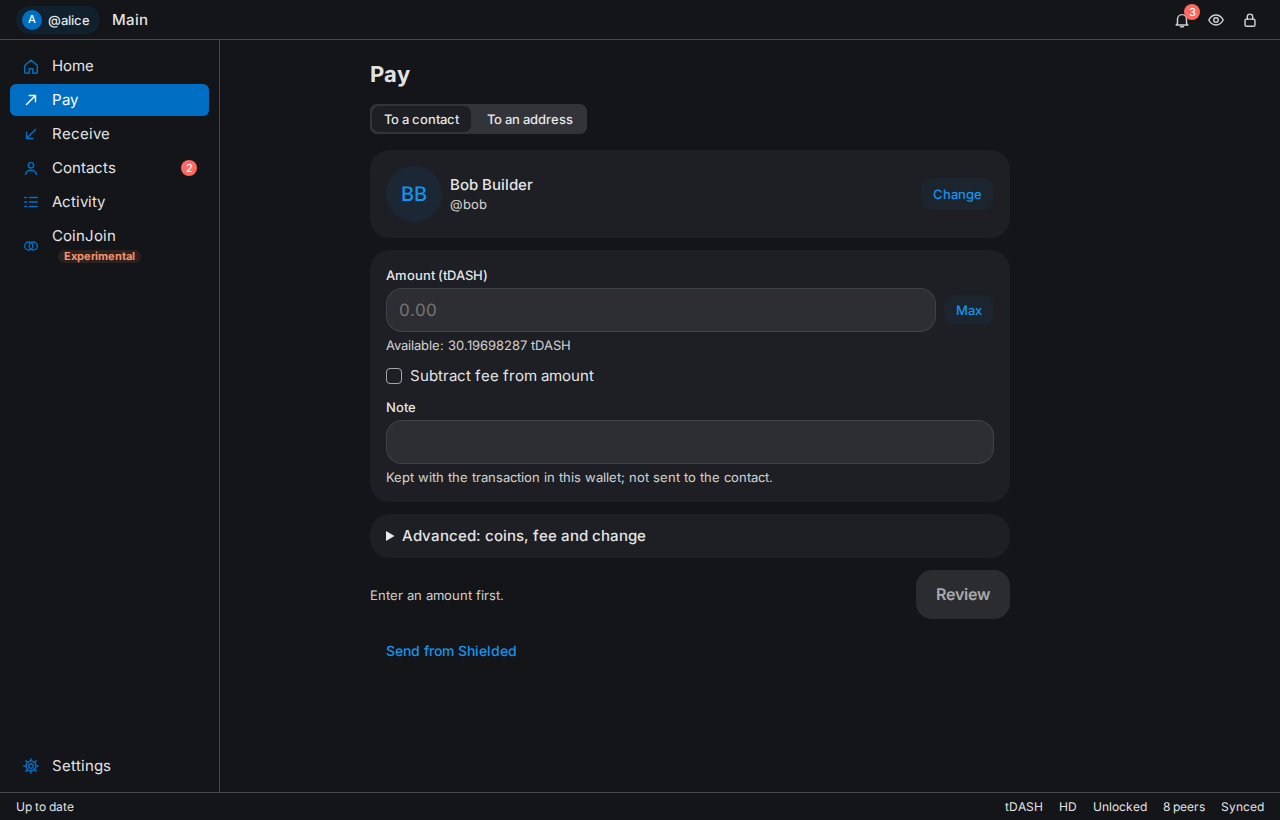 A @alice Main 3
Home
Pay
Receive
Contacts 2
Activity
CoinJoin
Experimental
Settings
Pay
To a contact To an address
BB
Bob Builder
@bob
Change
Amount (tDASH)
0.00 Max
Available: 30.19698287 tDASH
Subtract fee from amount
Note
Kept with the transaction in this wallet; not sent to the contact.
Advanced: coins, fee and change
Enter an amount first. Review
Send from Shielded
Up to date tDASH HD Unlocked 8 peers Synced